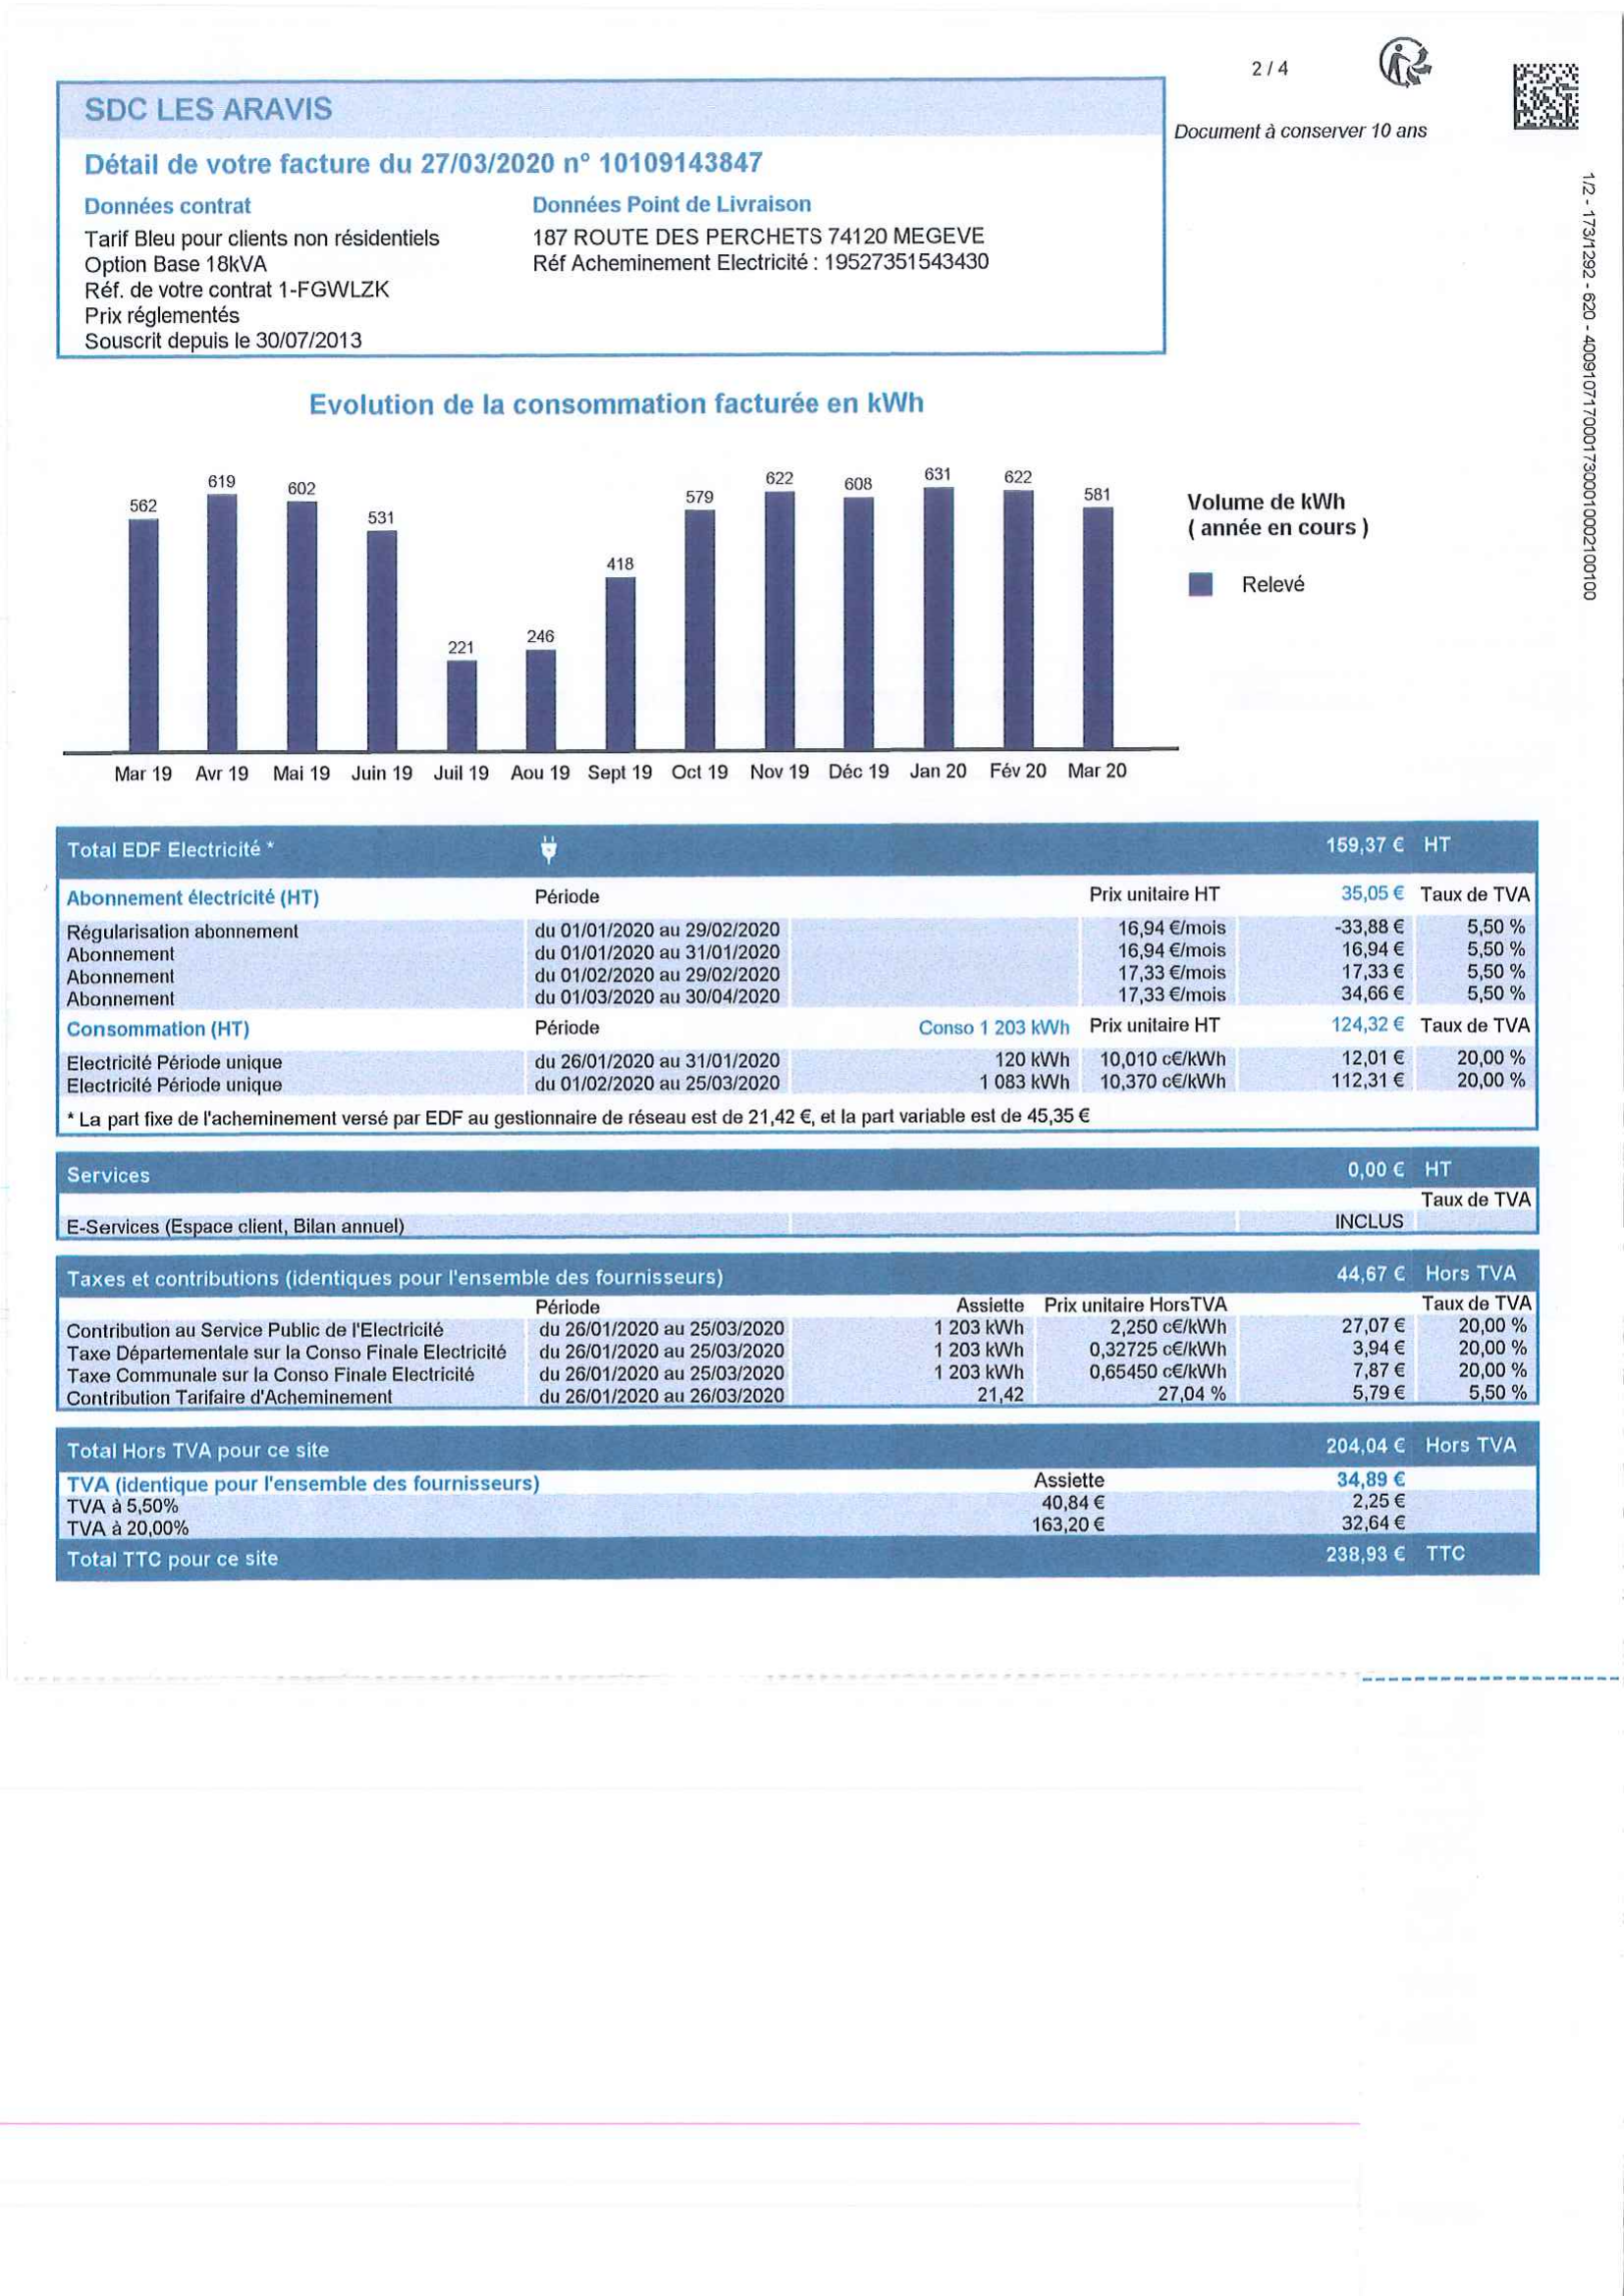 2 / 4
Document à conserver 10 ans
1/2 - 173/1292 - 620 - 40091071700017300010002100100
SDC LES ARAVIS
Détail de votre facture du 27/03/2020 n° 10109143847
Données contrat
Tarif Bleu pour clients non résidentiels
Option Base 18kVA
Réf. de votre contrat 1-FGWLZK
Prix réglementés
Souscrit depuis le 30/07/2013
Données Point de Livraison
187 ROUTE DES PERCHETS 74120 MEGEVE
Réf Acheminement Electricité : 19527351543430
Evolution de la consommation facturée en kWh
562 619 602 531 221 246 418 579 622 608 631 622 581
Mar 19 Avr 19 Mai 19 Juin 19 Juil 19 Aou 19 Sept 19 Oct 19 Nov 19 Déc 19 Jan 20 Fév 20 Mar 20
Volume de kWh
( année en cours )
Relevé
Total EDF Electricité * 159,37 € HT
Abonnement électricité (HT) Période Prix unitaire HT 35,05 € Taux de TVA
Régularisation abonnement du 01/01/2020 au 29/02/2020 16,94 €/mois -33,88 € 5,50 %
Abonnement du 01/01/2020 au 31/01/2020 16,94 €/mois 16,94 € 5,50 %
Abonnement du 01/02/2020 au 29/02/2020 17,33 €/mois 17,33 € 5,50 %
Abonnement du 01/03/2020 au 30/04/2020 17,33 €/mois 34,66 € 5,50 %
Consommation (HT) Période Conso 1 203 kWh Prix unitaire HT 124,32 € Taux de TVA
Electricité Période unique du 26/01/2020 au 31/01/2020 120 kWh 10,010 c€/kWh 12,01 € 20,00 %
Electricité Période unique du 01/02/2020 au 25/03/2020 1 083 kWh 10,370 c€/kWh 112,31 € 20,00 %
* La part fixe de l'acheminement versé par EDF au gestionnaire de réseau est de 21,42 €, et la part variable est de 45,35 €
Services 0,00 € HT
Taux de TVA
E-Services (Espace client, Bilan annuel) INCLUS
Taxes et contributions (identiques pour l'ensemble des fournisseurs) 44,67 € Hors TVA
Période Assiette Prix unitaire HorsTVA Taux de TVA
Contribution au Service Public de l'Electricité du 26/01/2020 au 25/03/2020 1 203 kWh 2,250 c€/kWh 27,07 € 20,00 %
Taxe Départementale sur la Conso Finale Electricité du 26/01/2020 au 25/03/2020 1 203 kWh 0,32725 c€/kWh 3,94 € 20,00 %
Taxe Communale sur la Conso Finale Electricité du 26/01/2020 au 25/03/2020 1 203 kWh 0,65450 c€/kWh 7,87 € 20,00 %
Contribution Tarifaire d'Acheminement du 26/01/2020 au 26/03/2020 21,42 27,04 % 5,79 € 5,50 %
Total Hors TVA pour ce site 204,04 € Hors TVA
TVA (identique pour l'ensemble des fournisseurs) Assiette 34,89 €
TVA à 5,50% 40,84 € 2,25 €
TVA à 20,00% 163,20 € 32,64 €
Total TTC pour ce site 238,93 € TTC